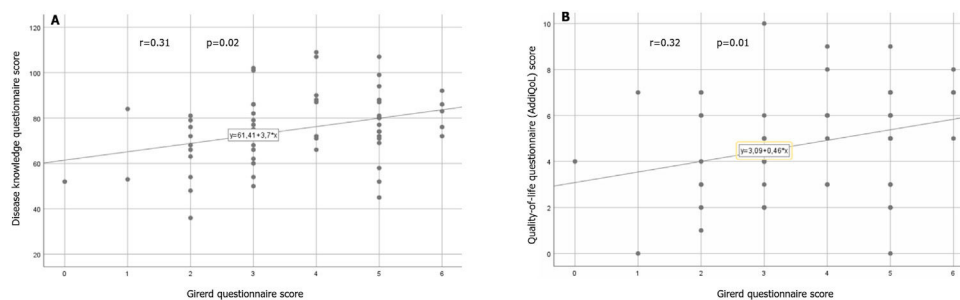 A
r=0.31 p=0.02
Disease knowledge questionnaire score
120
100
80
60
40
20
y=61,41+3,7*x
0 1 2 3 4 5 6
Girerd questionnaire score
B
r=0.32 p=0.01
Quality-of-life questionnaire (AddiQoL) score
10
8
6
4
2
0
y=3,09+0,46*x
0 1 2 3 4 5 6
Girerd questionnaire score